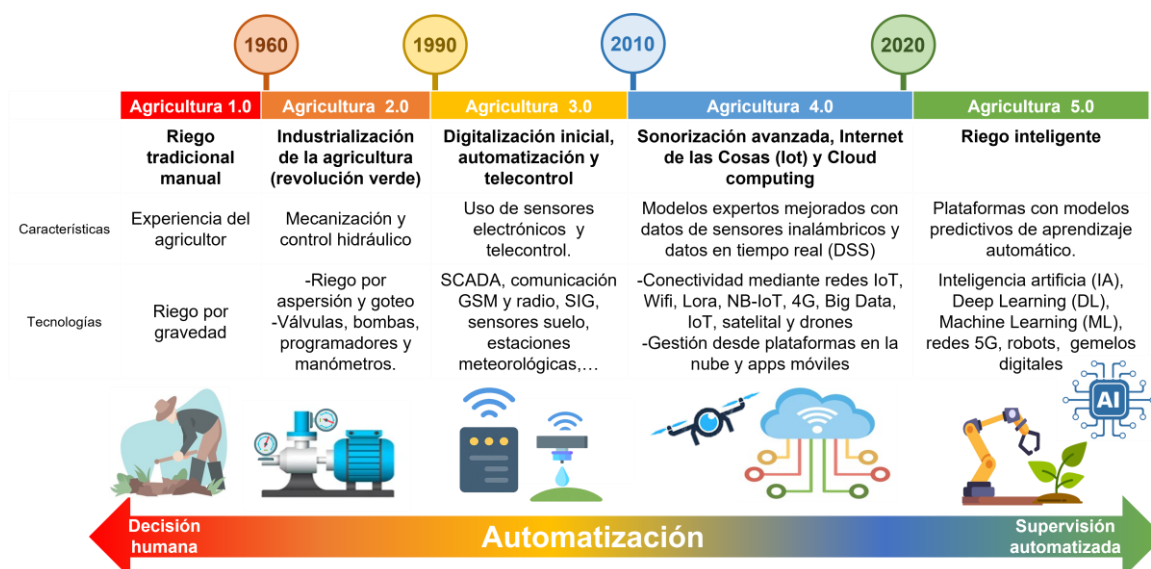 1960
1990
2010
2020
Agricultura 1.0
Agricultura 2.0
Agricultura 3.0
Agricultura 4.0
Agricultura 5.0
Riego
tradicional
manual
Industrialización
de la agricultura
(revolución verde)
Digitalización inicial,
automatización y
telecontrol
Sonorización avanzada, Internet
de las Cosas (Iot) y Cloud
computing
Riego inteligente
Características
Experiencia del
agricultor
Mecanización y
control hidráulico
Uso de sensores
electrónicos y
telecontrol.
Modelos expertos mejorados con
datos de sensores inalámbricos y
datos en tiempo real (DSS)
Plataformas con modelos
predictivos de aprendizaje
automático.
Tecnologías
Riego por
gravedad
-Riego por
aspersión y goteo
-Válvulas, bombas,
programadores y
manómetros.
SCADA, comunicación
GSM y radio, SIG,
sensores suelo,
estaciones
meteorológicas,…
-Conectividad mediante redes IoT,
Wifi, Lora, NB-IoT, 4G, Big Data,
IoT, satelital y drones
-Gestión desde plataformas en la
nube y apps móviles
Inteligencia artificia (IA),
Deep Learning (DL),
Machine Learning (ML),
redes 5G, robots, gemelos
digitales
AI
Decisión
humana
Automatización
Supervisión
automatizada